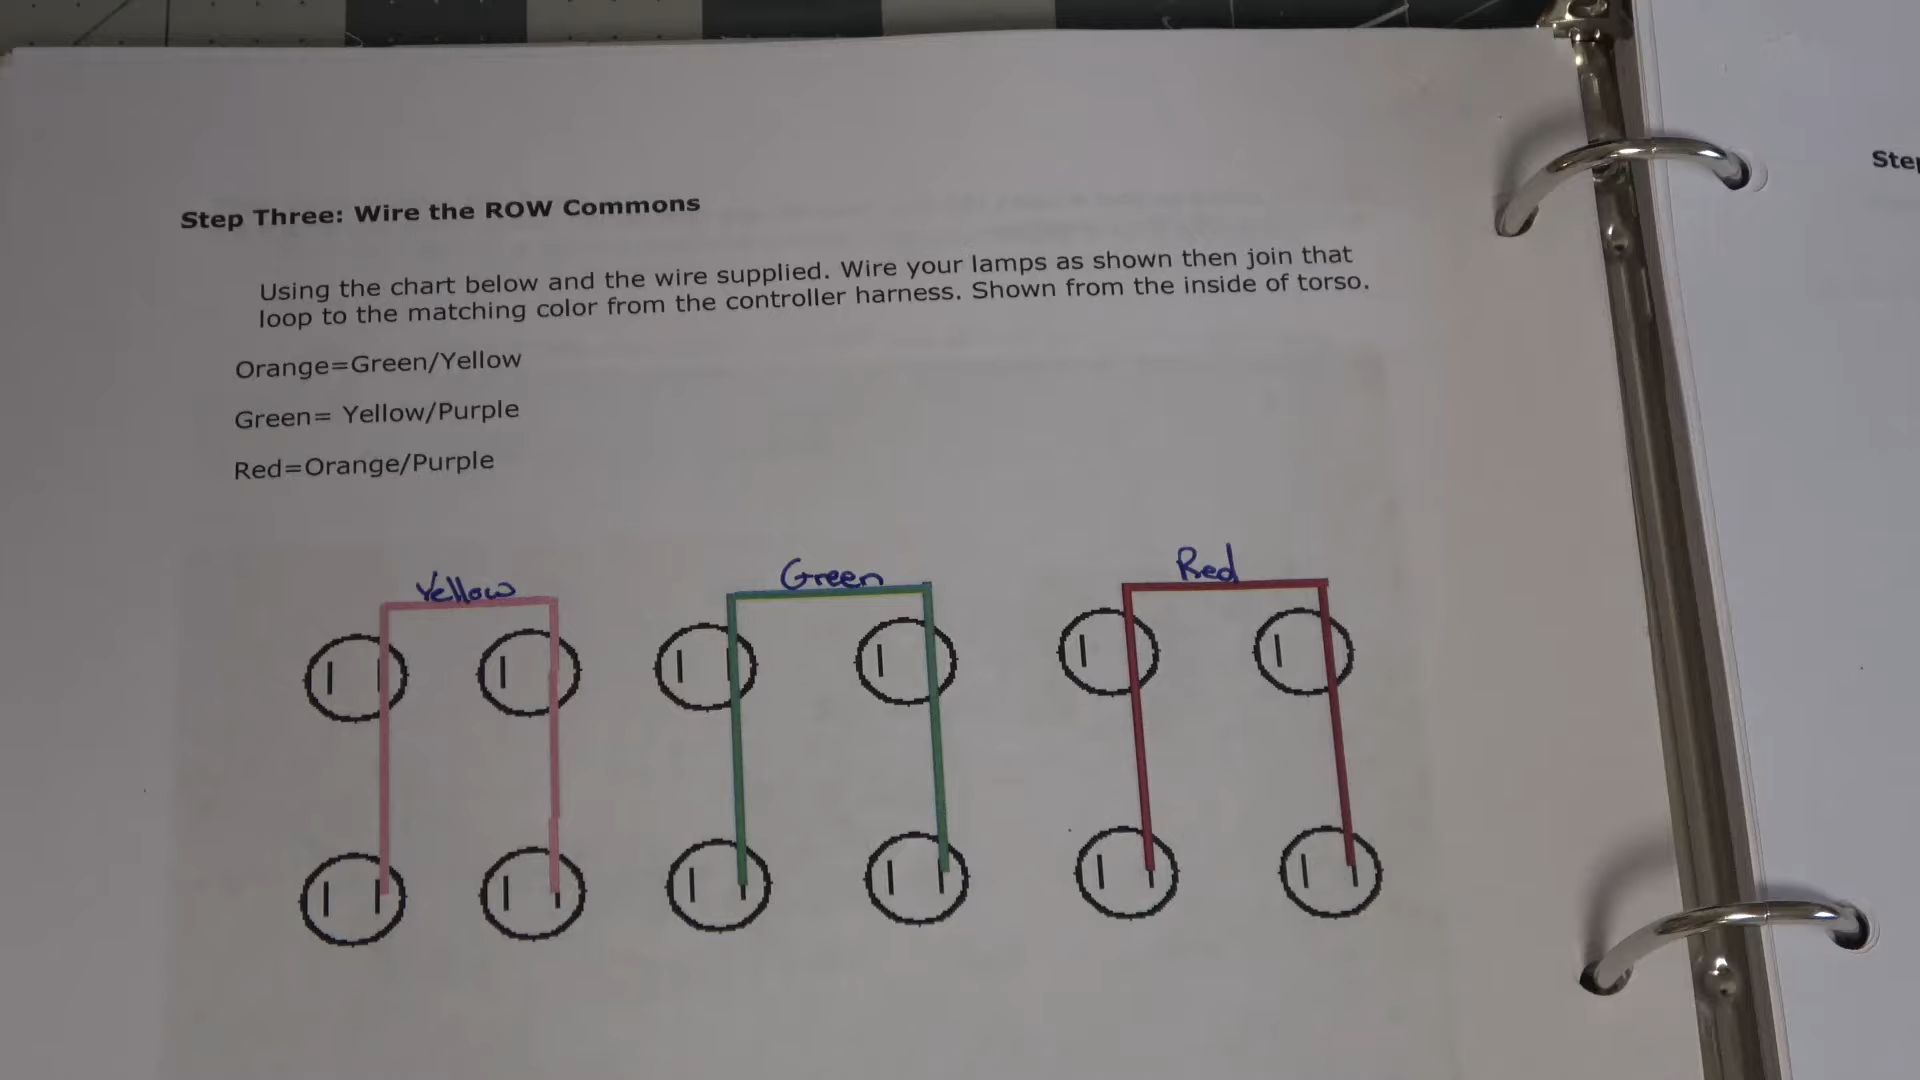 Step Three: Wire the ROW Commons
Using the chart below and the wire supplied. Wire your lamps as shown then join that
loop to the matching color from the controller harness. Shown from the inside of torso.
Orange=Green/Yellow
Green= Yellow/Purple
Red=Orange/Purple
Yellow
Green
Red